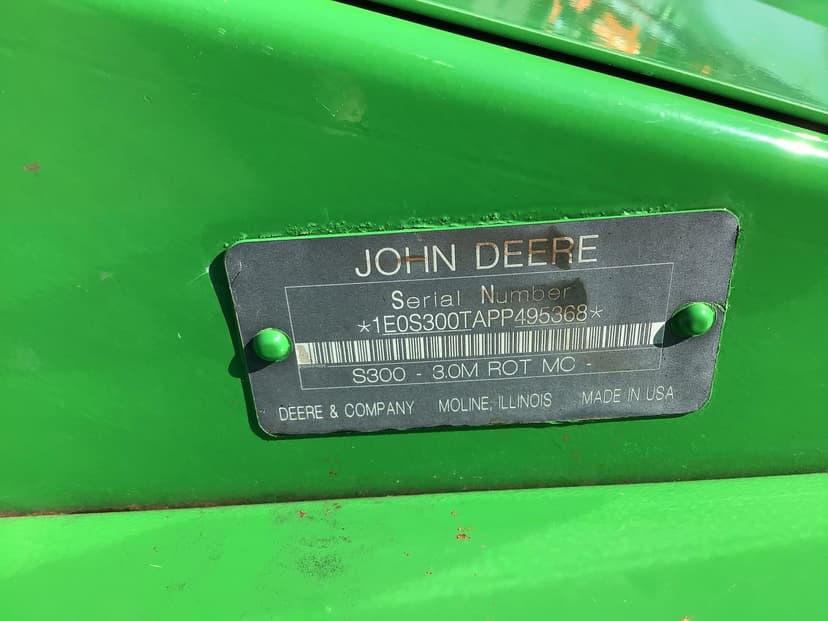 JOHN DEERE
Serial Number
*1E0S300TAPP495368*
S300 - 3.0M ROT MC -
DEERE & COMPANY MOLINE, ILLINOIS MADE IN USA